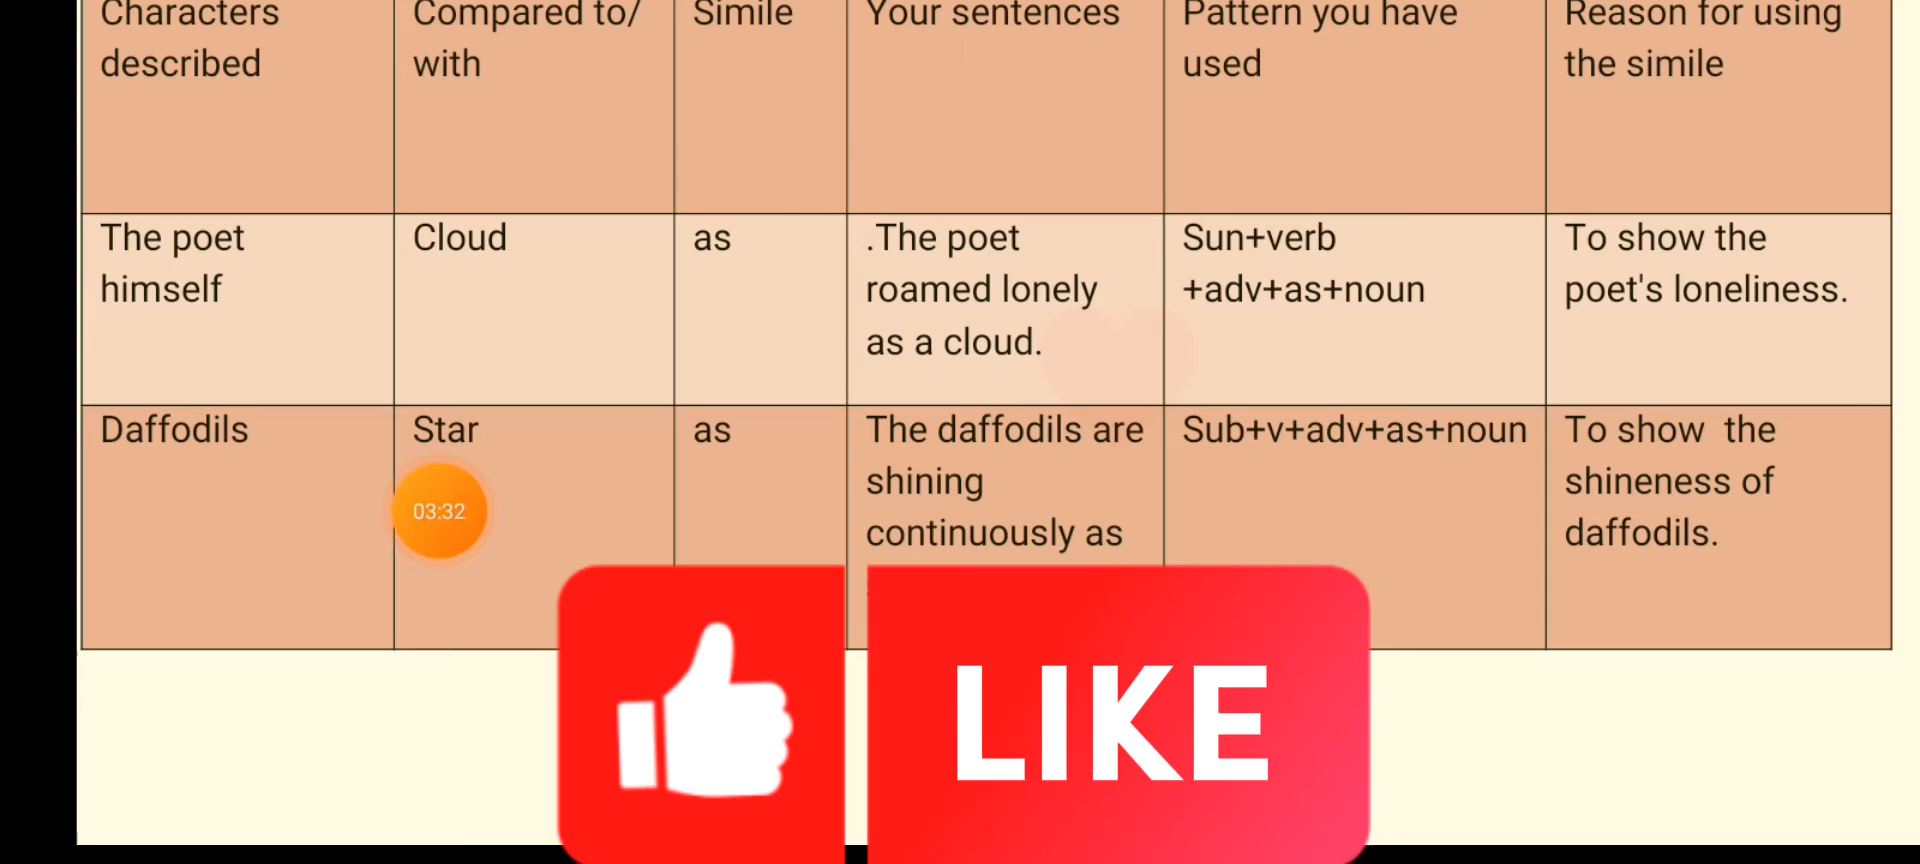 Characters described
Compared to/ with
Simile
Your sentences
Pattern you have used
Reason for using the simile
The poet himself
Cloud
as
.The poet roamed lonely as a cloud.
Sun+verb +adv+as+noun
To show the poet's loneliness.
Daffodils
Star
as
The daffodils are shining continuously as
Sub+v+adv+as+noun
To show  the shineness of daffodils.
03:32
LIKE